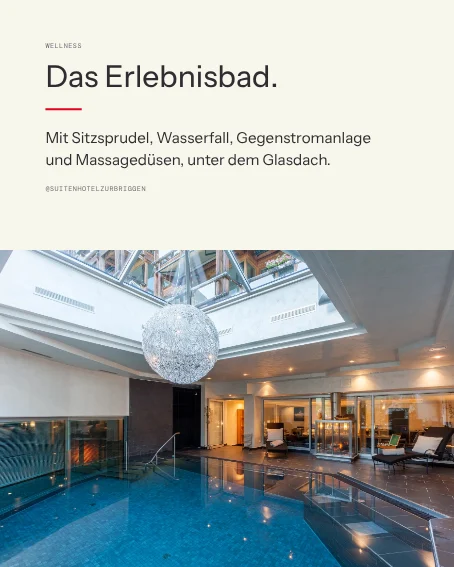 WELLNESS
Das Erlebnisbad.
Mit Sitzsprudel, Wasserfall, Gegenstromanlage
und Massagedüsen, unter dem Glasdach.
@SUITENHOTELZURBRIGGEN